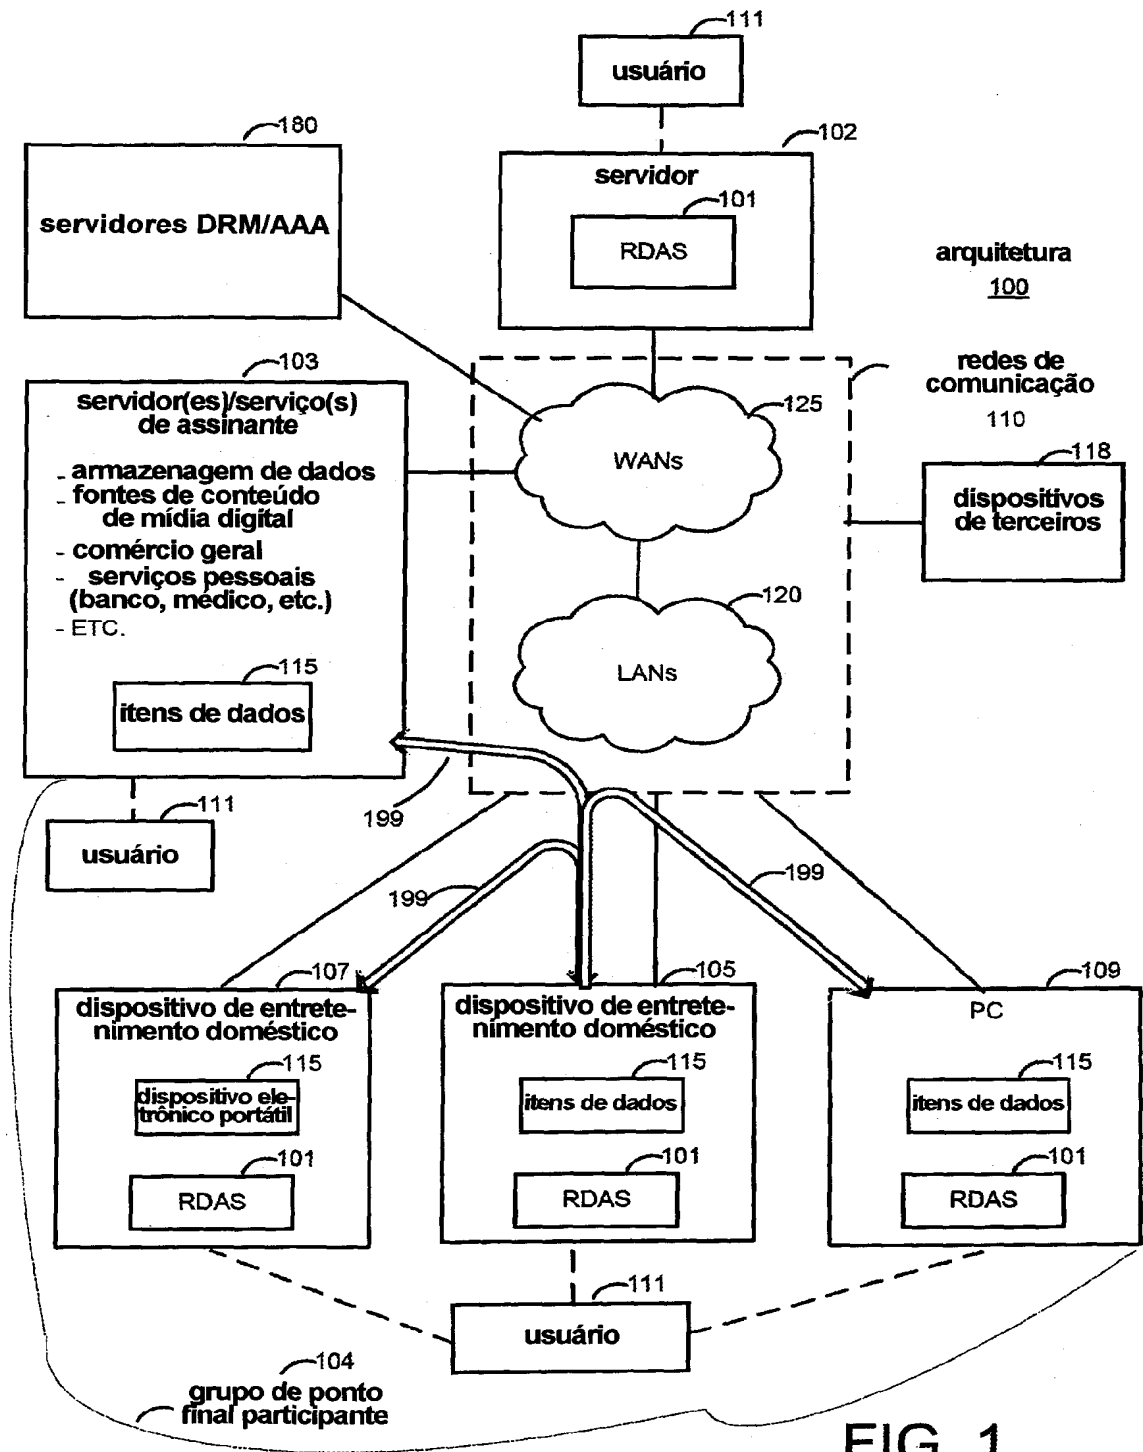 111
usuário
180
102
servidores DRM/AAA
servidor
101
RDAS
arquitetura
100
103
servidor(es)/serviço(s)
de assinante
- armazenagem de dados
- fontes de conteúdo
de mídia digital
- comércio geral
- serviços pessoais
(banco, médico, etc.)
- ETC.
115
itens de dados
125
WANs
120
LANs
redes de
comunicação
110
118
dispositivos
de terceiros
111
usuário
199
199
199
107
dispositivo de entrete-
nimento doméstico
115
dispositivo ele-
trônico portátil
101
RDAS
105
dispositivo de entrete-
nimento doméstico
115
itens de dados
101
RDAS
109
PC
115
itens de dados
101
RDAS
111
usuário
104
grupo de ponto
final participante
FIG. 1